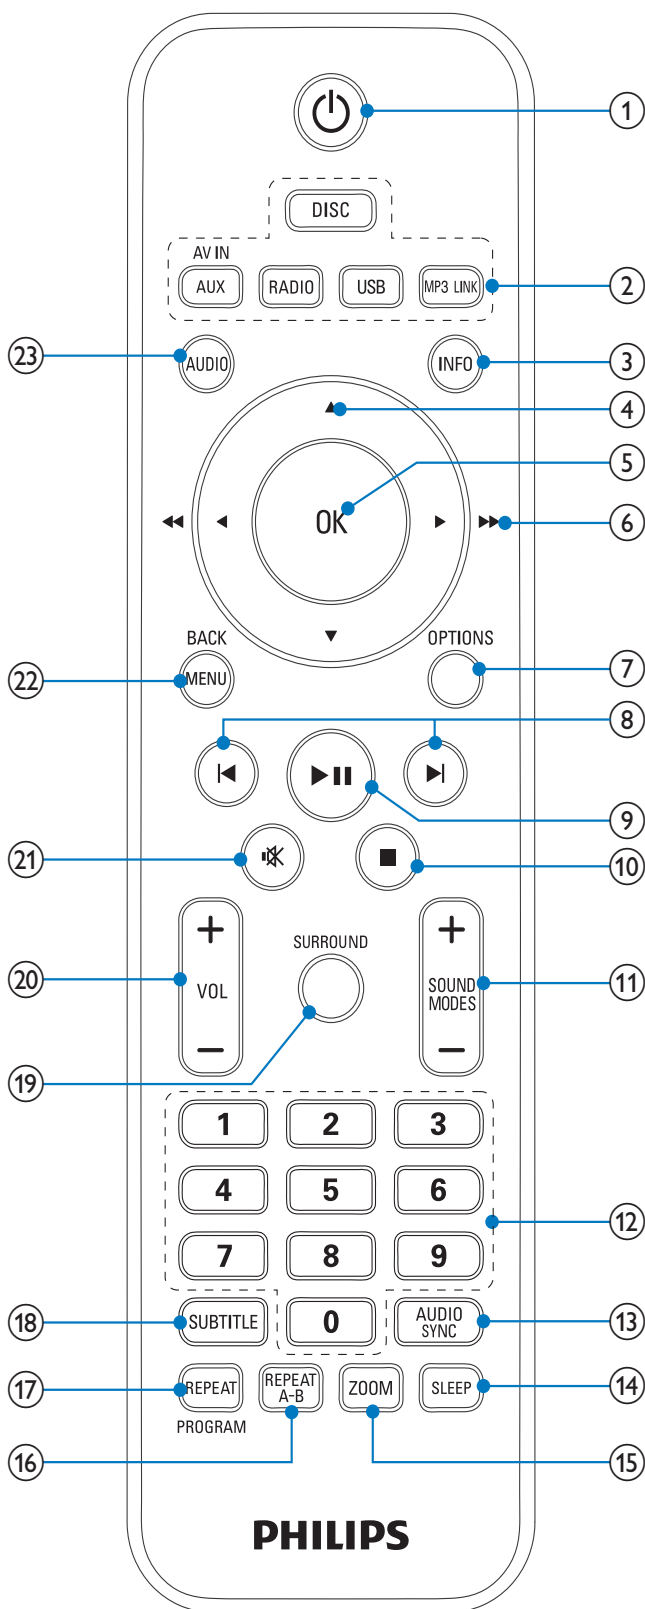 1
DISC
AV IN
AUX RADIO USB MP3 LINK 2
23 AUDIO INFO 3
4
OK 5
6
BACK OPTIONS
22 MENU 7
8
9
21 10
+ +
SURROUND
20 VOL SOUND MODES 11
– –
19
1 2 3
4 5 6
12
7 8 9
18 SUBTITLE 0 AUDIO SYNC 13
17 REPEAT REPEAT A-B ZOOM SLEEP 14
PROGRAM
16 15
PHILIPS